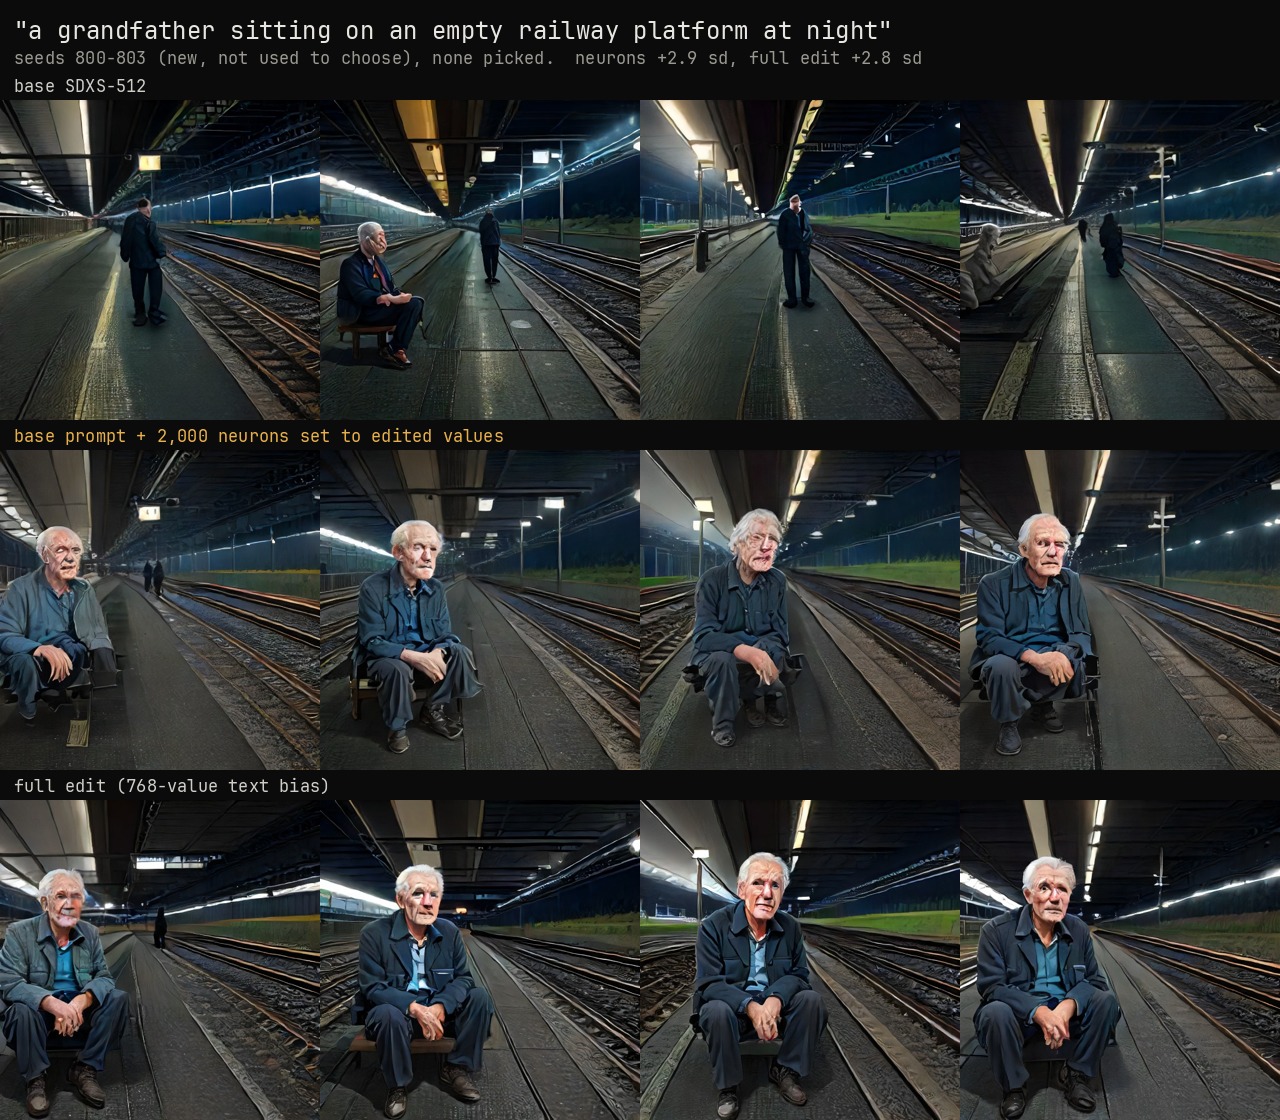 "a grandfather sitting on an empty railway platform at night"
seeds 800-803 (new, not used to choose), none picked.  neurons +2.9 sd, full edit +2.8 sd
base SDXS-512
base prompt + 2,000 neurons set to edited values
full edit (768-value text bias)